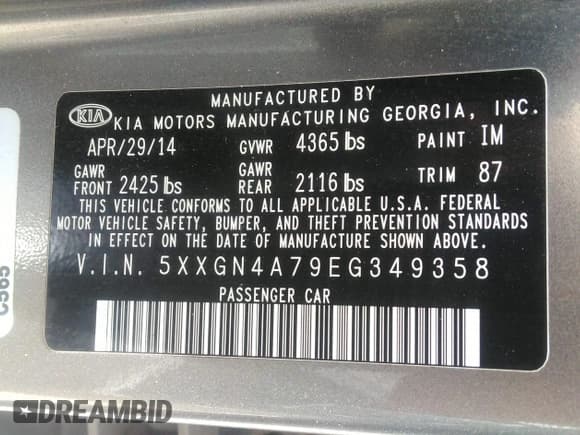 MANUFACTURED BY
KIA KIA MOTORS MANUFACTURING GEORGIA, INC.
APR/29/14 GVWR 4365 lbs PAINT IM
GAWR FRONT 2425 lbs GAWR REAR 2116 lbs TRIM 87
THIS VEHICLE CONFORMS TO ALL APPLICABLE U.S.A. FEDERAL
MOTOR VEHICLE SAFETY, BUMPER, AND THEFT PREVENTION STANDARDS
IN EFFECT ON THE DATE OF MANUFACTURE SHOWN ABOVE.
V.I.N. 5XXGN4A79EG349358
PASSENGER CAR
C565
DREAMBID